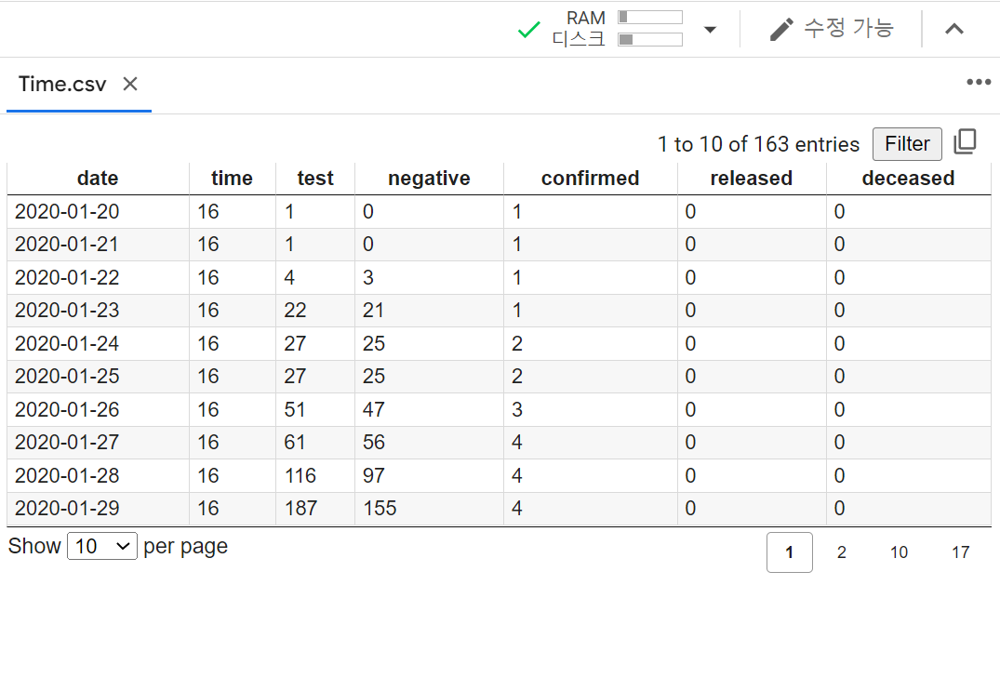 RAM
디스크
수정 가능
Time.csv
1 to 10 of 163 entries Filter
date time test negative confirmed released deceased
2020-01-20 16 1 0 1 0 0
2020-01-21 16 1 0 1 0 0
2020-01-22 16 4 3 1 0 0
2020-01-23 16 22 21 1 0 0
2020-01-24 16 27 25 2 0 0
2020-01-25 16 27 25 2 0 0
2020-01-26 16 51 47 3 0 0
2020-01-27 16 61 56 4 0 0
2020-01-28 16 116 97 4 0 0
2020-01-29 16 187 155 4 0 0
Show 10 per page 1 2 10 17